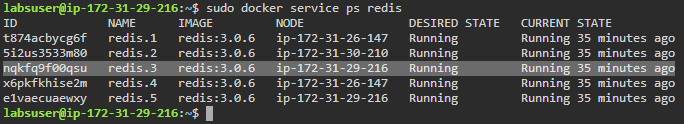 labsuser@ip-172-31-29-216:~$ sudo docker service ps redis
ID NAME IMAGE NODE DESIRED STATE CURRENT STATE
t874acbycg6f redis.1 redis:3.0.6 ip-172-31-26-147 Running Running 35 minutes ago
5i2us3533m80 redis.2 redis:3.0.6 ip-172-31-30-210 Running Running 35 minutes ago
nqkfq9f00qsu redis.3 redis:3.0.6 ip-172-31-29-216 Running Running 35 minutes ago
x6pkfkhise2m redis.4 redis:3.0.6 ip-172-31-26-147 Running Running 35 minutes ago
e1vaecuaewxy redis.5 redis:3.0.6 ip-172-31-29-216 Running Running 35 minutes ago
labsuser@ip-172-31-29-216:~$